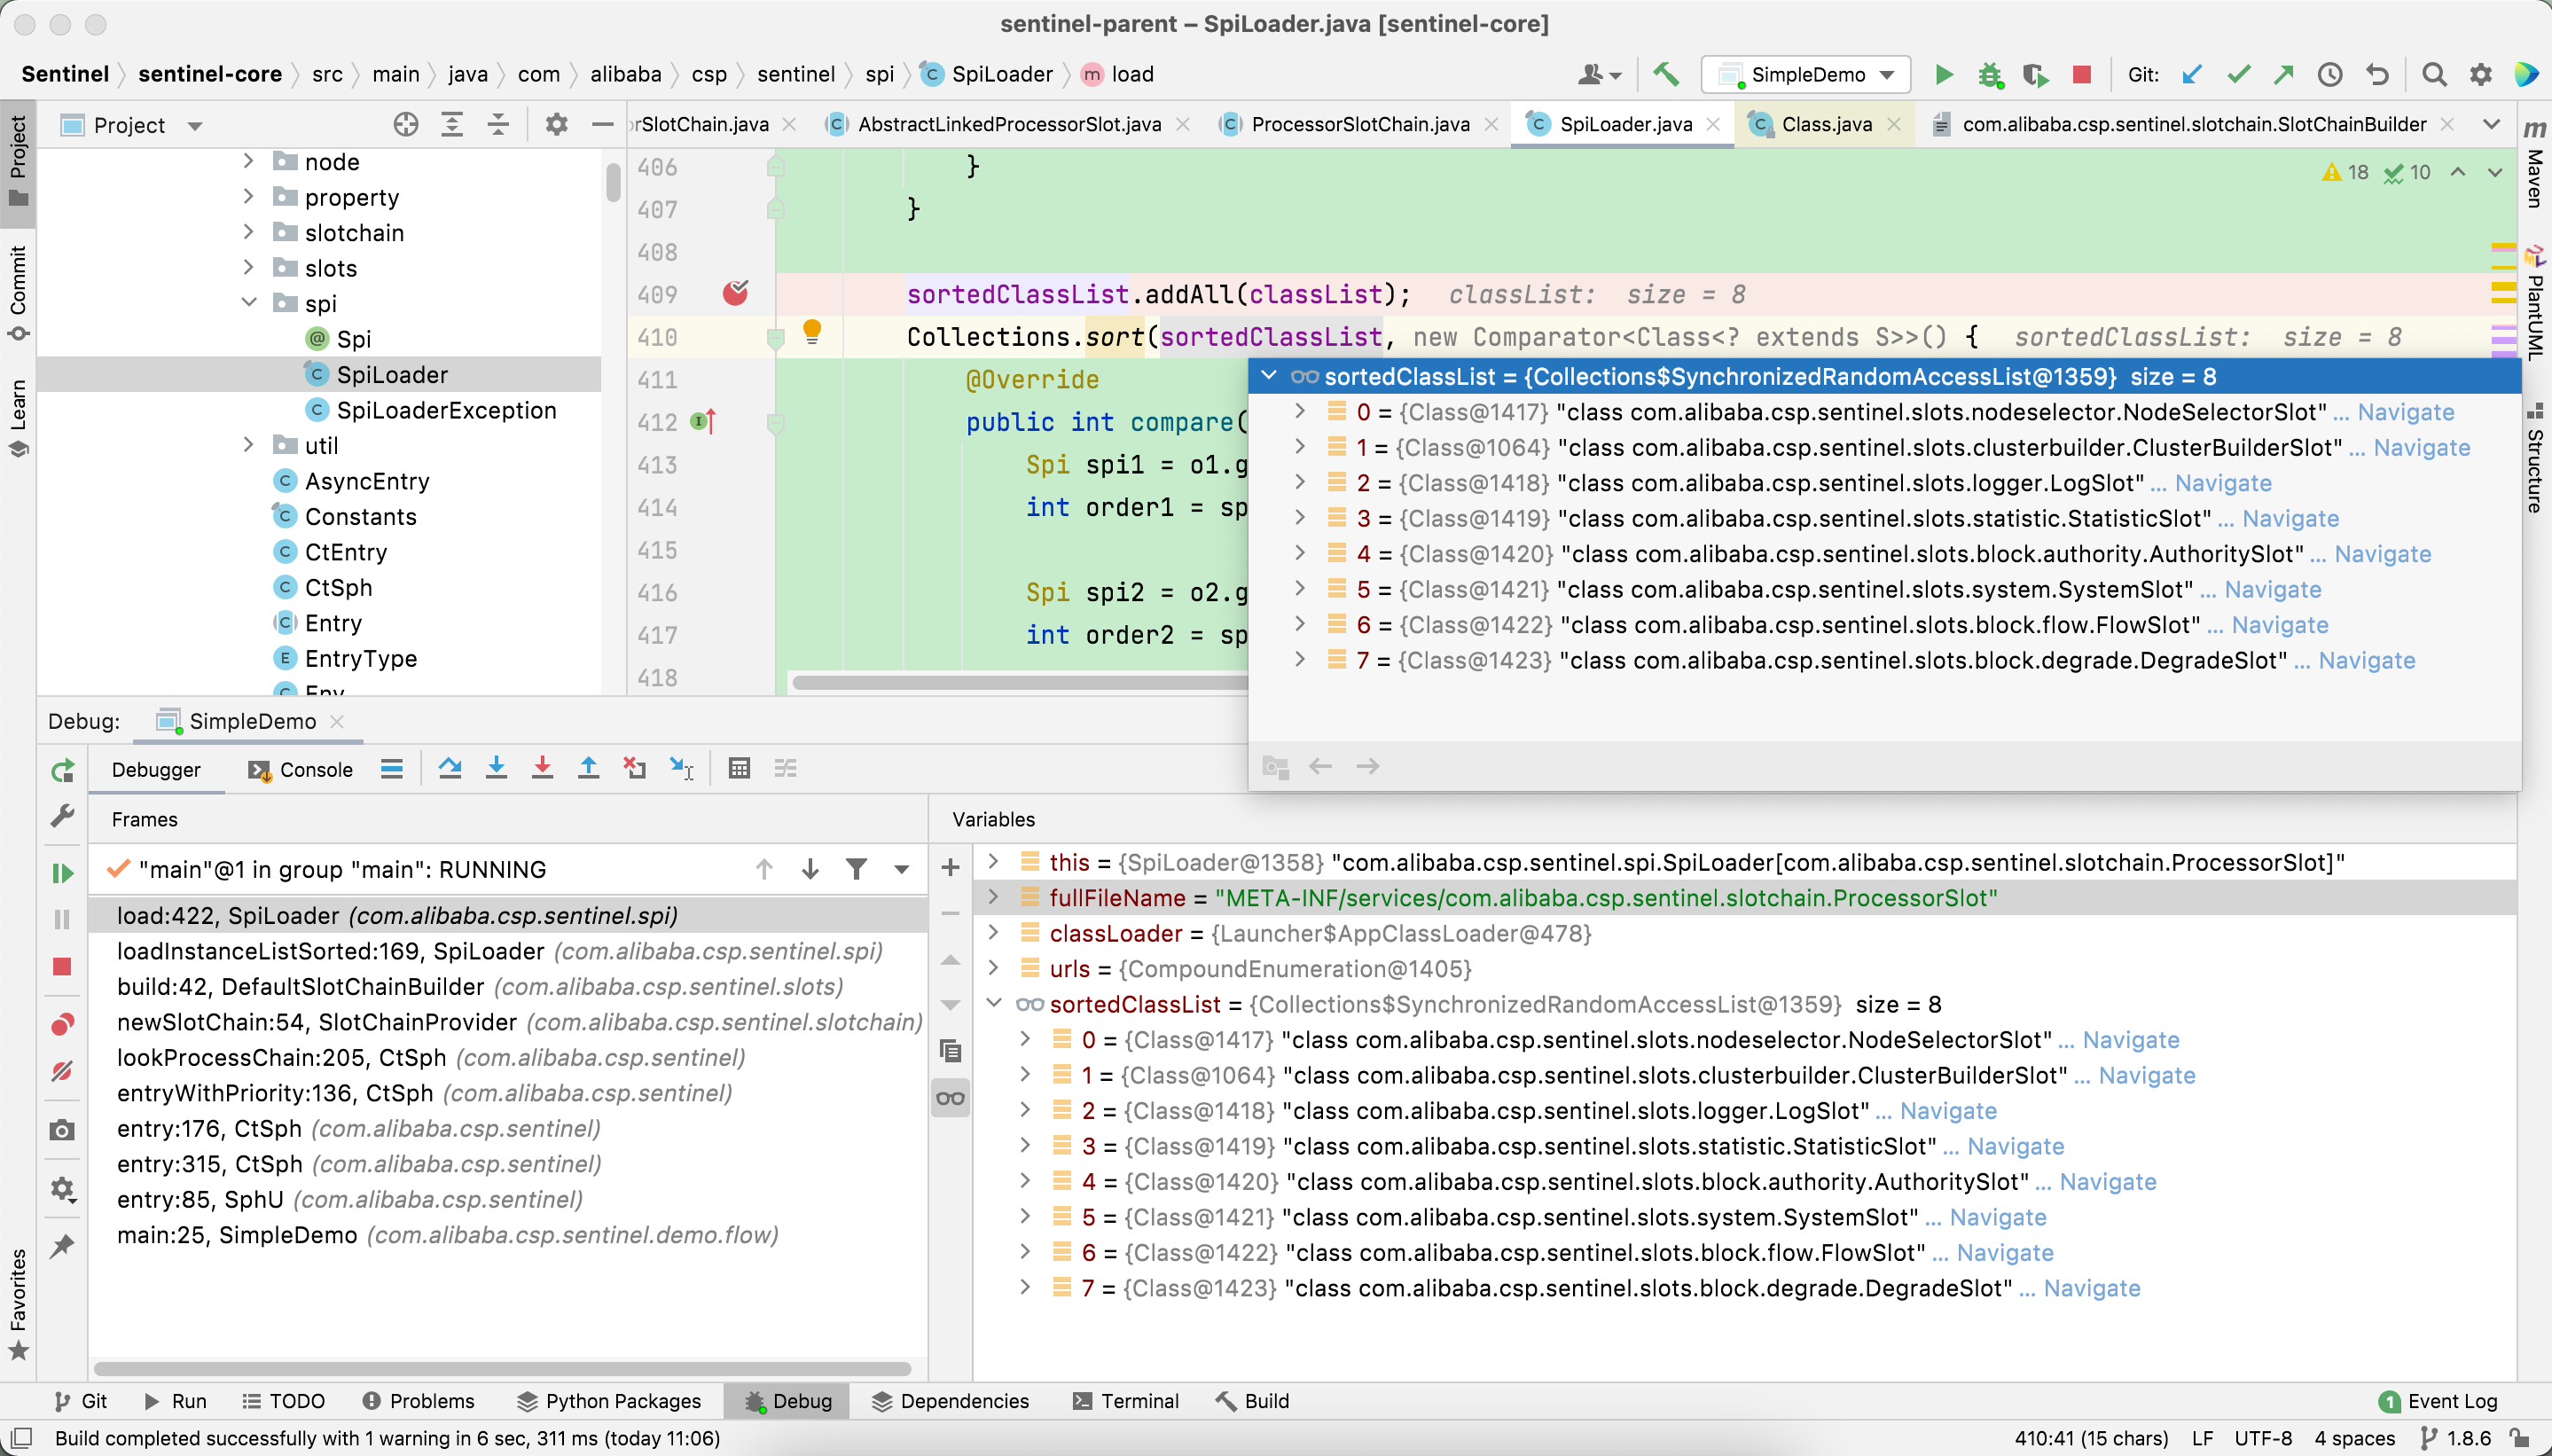 sentinel-parent – SpiLoader.java [sentinel-core]
Sentinel sentinel-core src main java com alibaba csp sentinel spi SpiLoader load
SimpleDemo
Git:
Project
rSlotChain.java AbstractLinkedProcessorSlot.java ProcessorSlotChain.java SpiLoader.java Class.java com.alibaba.csp.sentinel.slotchain.SlotChainBuilder
Project
Commit
Learn
Favorites
Maven
PlantUML
Structure
node
property
slotchain
slots
spi
Spi
SpiLoader
SpiLoaderException
util
AsyncEntry
Constants
CtEntry
CtSph
Entry
EntryType
Env
18 10
406 }
407 }
408
409 sortedClassList.addAll(classList); classList: size = 8
410 Collections.sort(sortedClassList, new Comparator<Class<? extends S>>() { sortedClassList: size = 8
411 @Override
412 public int compare(
413 Spi spi1 = o1.g
414 int order1 = sp
415
416 Spi spi2 = o2.g
417 int order2 = sp
418
sortedClassList = {Collections$SynchronizedRandomAccessList@1359} size = 8
0 = {Class@1417} "class com.alibaba.csp.sentinel.slots.nodeselector.NodeSelectorSlot" ... Navigate
1 = {Class@1064} "class com.alibaba.csp.sentinel.slots.clusterbuilder.ClusterBuilderSlot" ... Navigate
2 = {Class@1418} "class com.alibaba.csp.sentinel.slots.logger.LogSlot" ... Navigate
3 = {Class@1419} "class com.alibaba.csp.sentinel.slots.statistic.StatisticSlot" ... Navigate
4 = {Class@1420} "class com.alibaba.csp.sentinel.slots.block.authority.AuthoritySlot" ... Navigate
5 = {Class@1421} "class com.alibaba.csp.sentinel.slots.system.SystemSlot" ... Navigate
6 = {Class@1422} "class com.alibaba.csp.sentinel.slots.block.flow.FlowSlot" ... Navigate
7 = {Class@1423} "class com.alibaba.csp.sentinel.slots.block.degrade.DegradeSlot" ... Navigate
Debug: SimpleDemo
Debugger Console
Frames
"main"@1 in group "main": RUNNING
load:422, SpiLoader (com.alibaba.csp.sentinel.spi)
loadInstanceListSorted:169, SpiLoader (com.alibaba.csp.sentinel.spi)
build:42, DefaultSlotChainBuilder (com.alibaba.csp.sentinel.slots)
newSlotChain:54, SlotChainProvider (com.alibaba.csp.sentinel.slotchain)
lookProcessChain:205, CtSph (com.alibaba.csp.sentinel)
entryWithPriority:136, CtSph (com.alibaba.csp.sentinel)
entry:176, CtSph (com.alibaba.csp.sentinel)
entry:315, CtSph (com.alibaba.csp.sentinel)
entry:85, SphU (com.alibaba.csp.sentinel)
main:25, SimpleDemo (com.alibaba.csp.sentinel.demo.flow)
Variables
this = {SpiLoader@1358} "com.alibaba.csp.sentinel.spi.SpiLoader[com.alibaba.csp.sentinel.slotchain.ProcessorSlot]"
fullFileName = "META-INF/services/com.alibaba.csp.sentinel.slotchain.ProcessorSlot"
classLoader = {Launcher$AppClassLoader@478}
urls = {CompoundEnumeration@1405}
sortedClassList = {Collections$SynchronizedRandomAccessList@1359} size = 8
0 = {Class@1417} "class com.alibaba.csp.sentinel.slots.nodeselector.NodeSelectorSlot" ... Navigate
1 = {Class@1064} "class com.alibaba.csp.sentinel.slots.clusterbuilder.ClusterBuilderSlot" ... Navigate
2 = {Class@1418} "class com.alibaba.csp.sentinel.slots.logger.LogSlot" ... Navigate
3 = {Class@1419} "class com.alibaba.csp.sentinel.slots.statistic.StatisticSlot" ... Navigate
4 = {Class@1420} "class com.alibaba.csp.sentinel.slots.block.authority.AuthoritySlot" ... Navigate
5 = {Class@1421} "class com.alibaba.csp.sentinel.slots.system.SystemSlot" ... Navigate
6 = {Class@1422} "class com.alibaba.csp.sentinel.slots.block.flow.FlowSlot" ... Navigate
7 = {Class@1423} "class com.alibaba.csp.sentinel.slots.block.degrade.DegradeSlot" ... Navigate
Git Run TODO Problems Python Packages Debug Dependencies Terminal Build 1 Event Log
Build completed successfully with 1 warning in 6 sec, 311 ms (today 11:06) 410:41 (15 chars) LF UTF-8 4 spaces 1.8.6